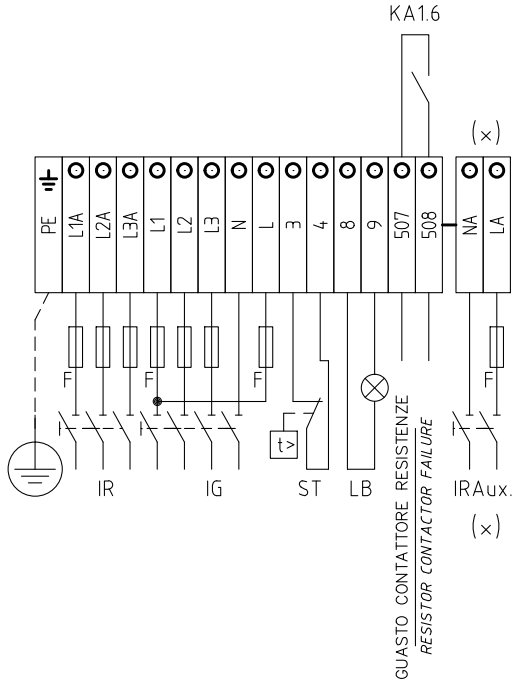 KA1.6
(x)
PE L1A L2A L3A L1 L2 L3 N L 3 4 8 9 507 508 NA LA
F F F F
t>
IR IG ST LB IRAux.
(x)
GUASTO CONTATTORE RESISTENZE
RESISTOR CONTACTOR FAILURE